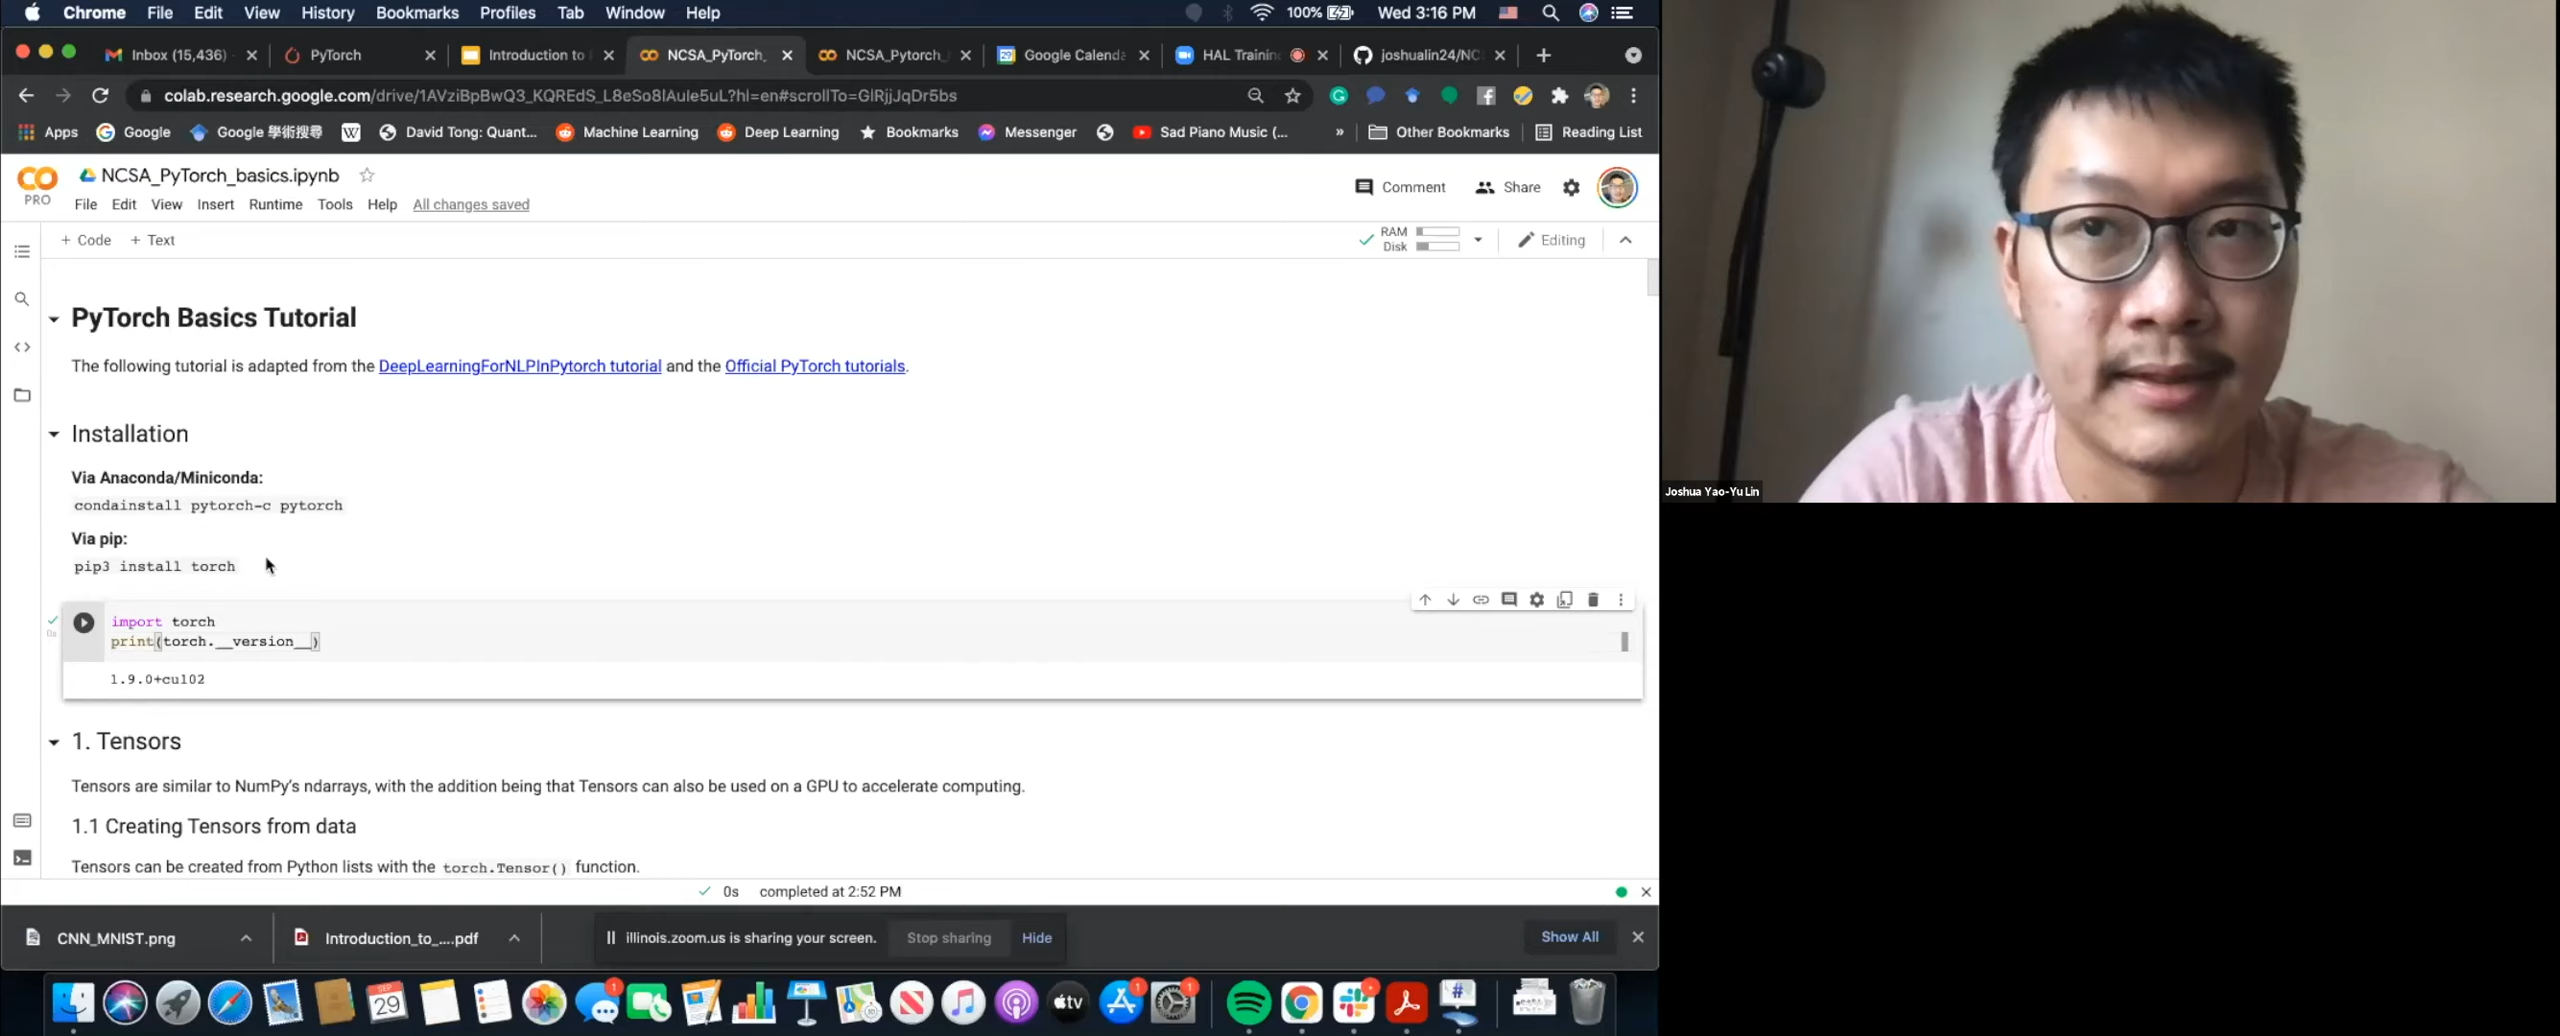 Chrome File Edit View History Bookmarks Profiles Tab Window Help 100% Wed 3:16 PM
Inbox (15,436) PyTorch Introduction to NCSA_PyTorch_ NCSA_Pytorch_ Google Calenda HAL Training joshualin24/NC
colab.research.google.com/drive/1AVziBpBwQ3_KQREdS_L8eSo8lAuIe5uL?hl=en#scrollTo=GlRjjJqDr5bs
Apps Google Google 學術搜尋 W David Tong: Quant... Machine Learning Deep Learning Bookmarks Messenger Sad Piano Music (... » Other Bookmarks Reading List
CO PRO
NCSA_PyTorch_basics.ipynb
Comment Share
File Edit View Insert Runtime Tools Help All changes saved
+ Code + Text
RAM
Disk
Editing
PyTorch Basics Tutorial
The following tutorial is adapted from the DeepLearningForNLPInPytorch tutorial and the Official PyTorch tutorials.
Installation
Via Anaconda/Miniconda:
condainstall pytorch-c pytorch
Via pip:
pip3 install torch
import torch
print(torch.__version__)
0s
1.9.0+cu102
1. Tensors
Tensors are similar to NumPy's ndarrays, with the addition being that Tensors can also be used on a GPU to accelerate computing.
1.1 Creating Tensors from data
Tensors can be created from Python lists with the torch.Tensor() function.
0s completed at 2:52 PM
CNN_MNIST.png Introduction_to_....pdf illinois.zoom.us is sharing your screen. Stop sharing Hide Show All
SEP
29
tv
Joshua Yao-Yu Lin